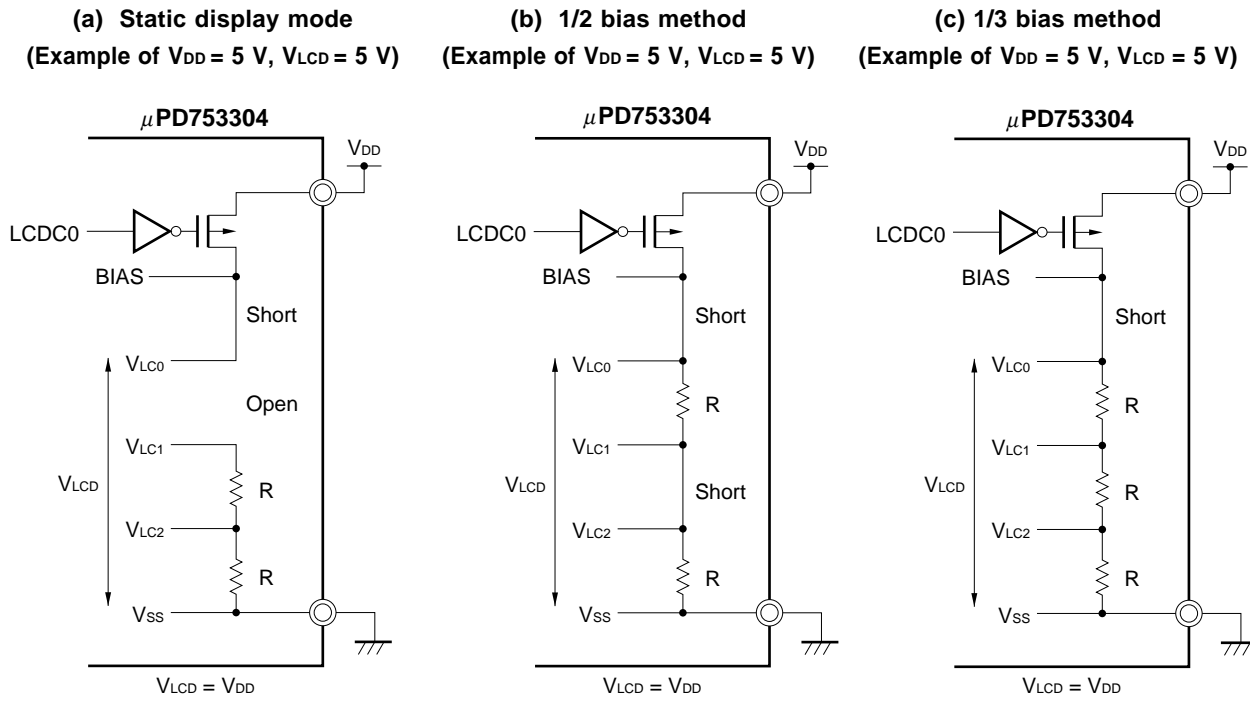 (a) Static display mode
(Example of VDD = 5 V, VLCD = 5 V)
μPD753304
VDD
LCDC0
BIAS
Short
VLC0
Open
VLC1
VLCD
R
VLC2
R
VSS
VLCD = VDD
(b) 1/2 bias method
(Example of VDD = 5 V, VLCD = 5 V)
μPD753304
VDD
LCDC0
BIAS
Short
VLC0
R
VLC1
VLCD
Short
VLC2
R
VSS
VLCD = VDD
(c) 1/3 bias method
(Example of VDD = 5 V, VLCD = 5 V)
μPD753304
VDD
LCDC0
BIAS
Short
VLC0
R
VLC1
VLCD
R
VLC2
R
VSS
VLCD = VDD